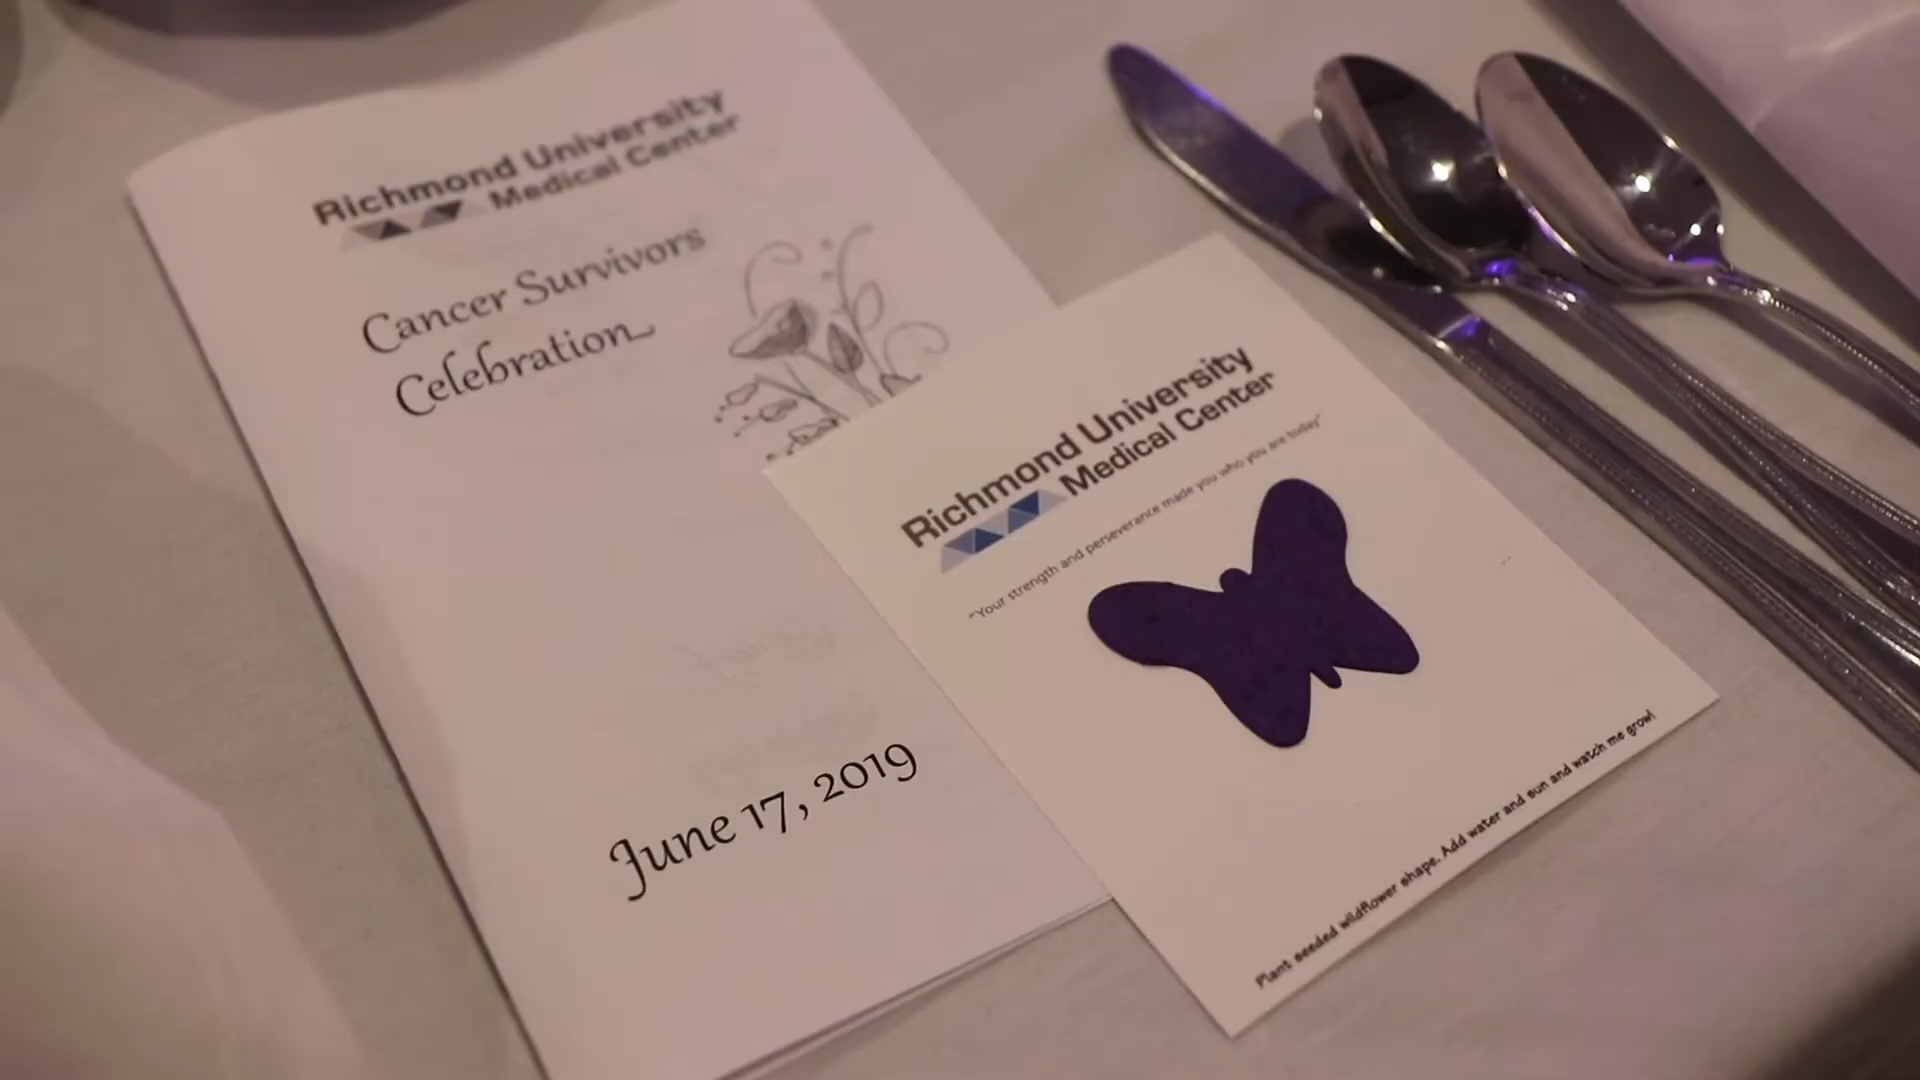 Richmond University
Medical Center
Cancer Survivors
Celebration
June 17, 2019
Richmond University
Medical Center
"Your strength and perseverance made you who you are today"
Plant seeded wildflower shape. Add water and sun and watch me grow!